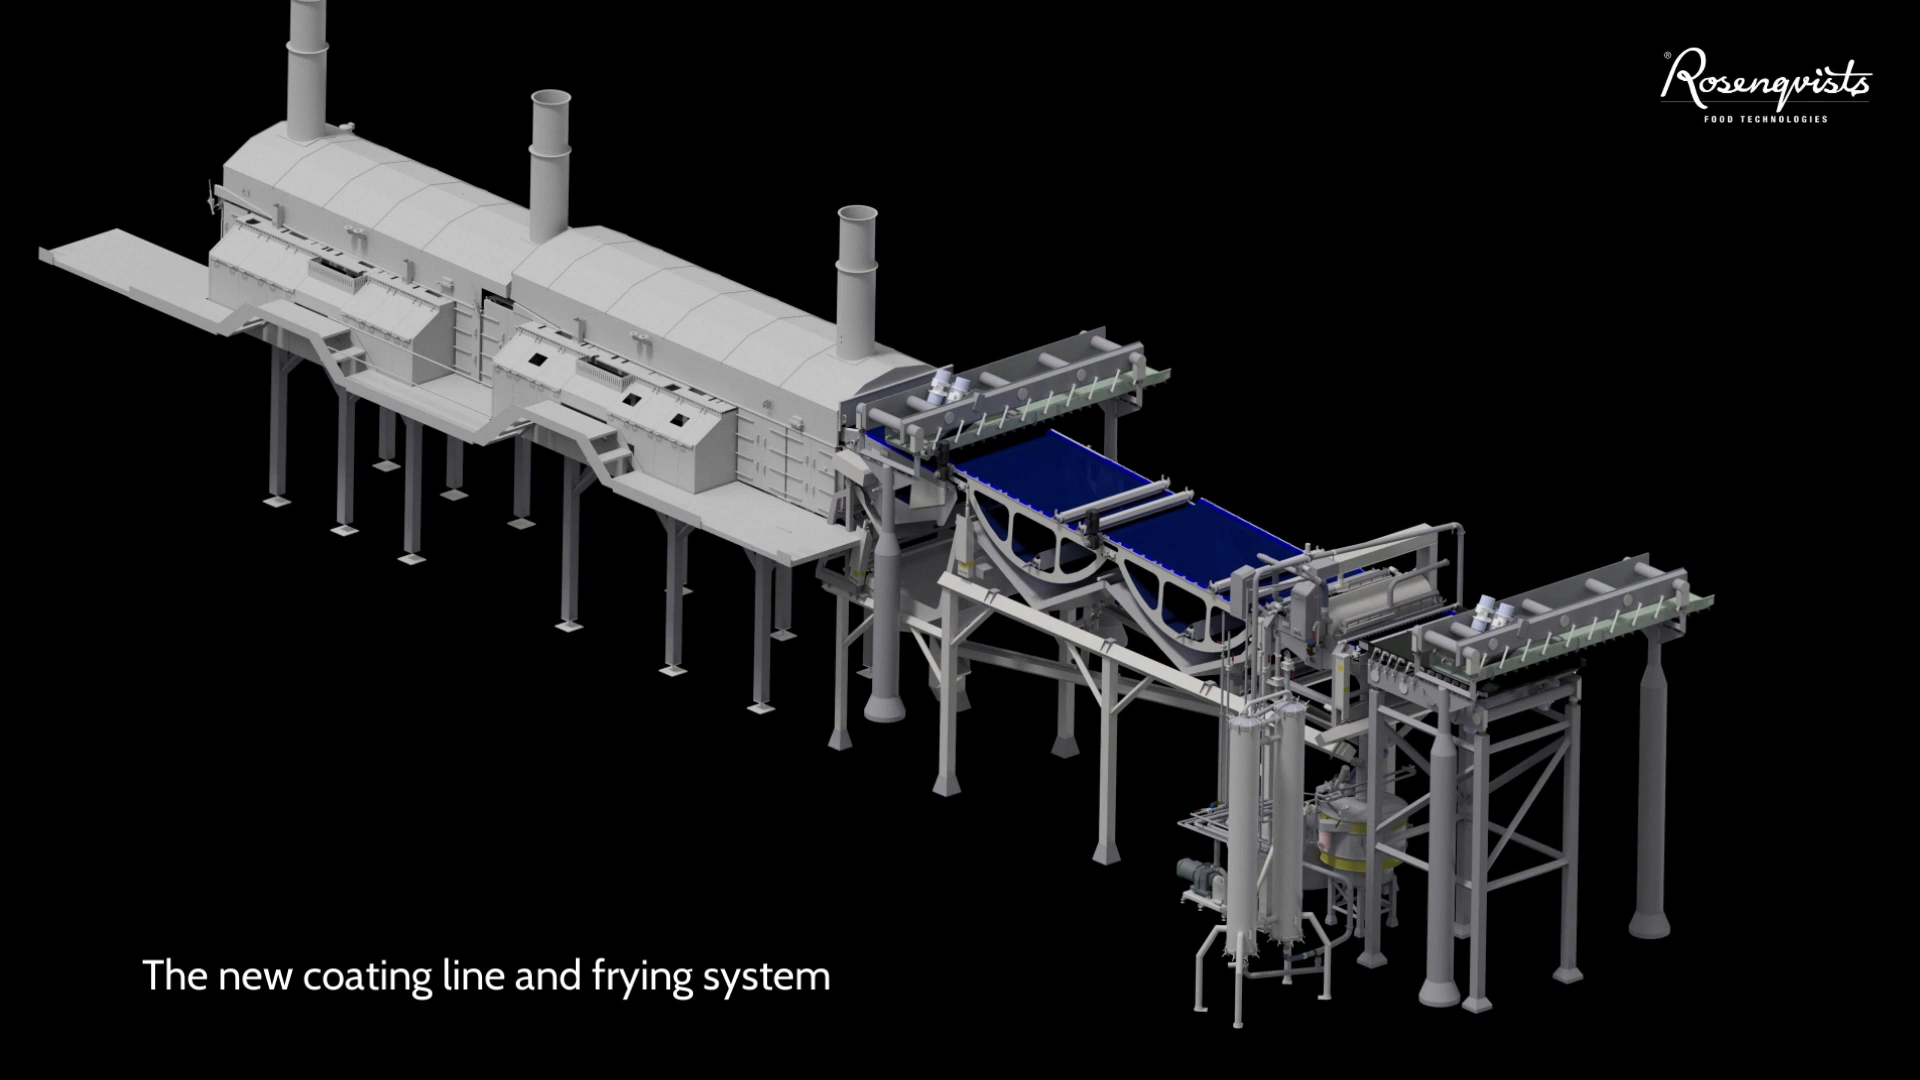 ® Rosenqvists
FOOD TECHNOLOGIES
The new coating line and frying system